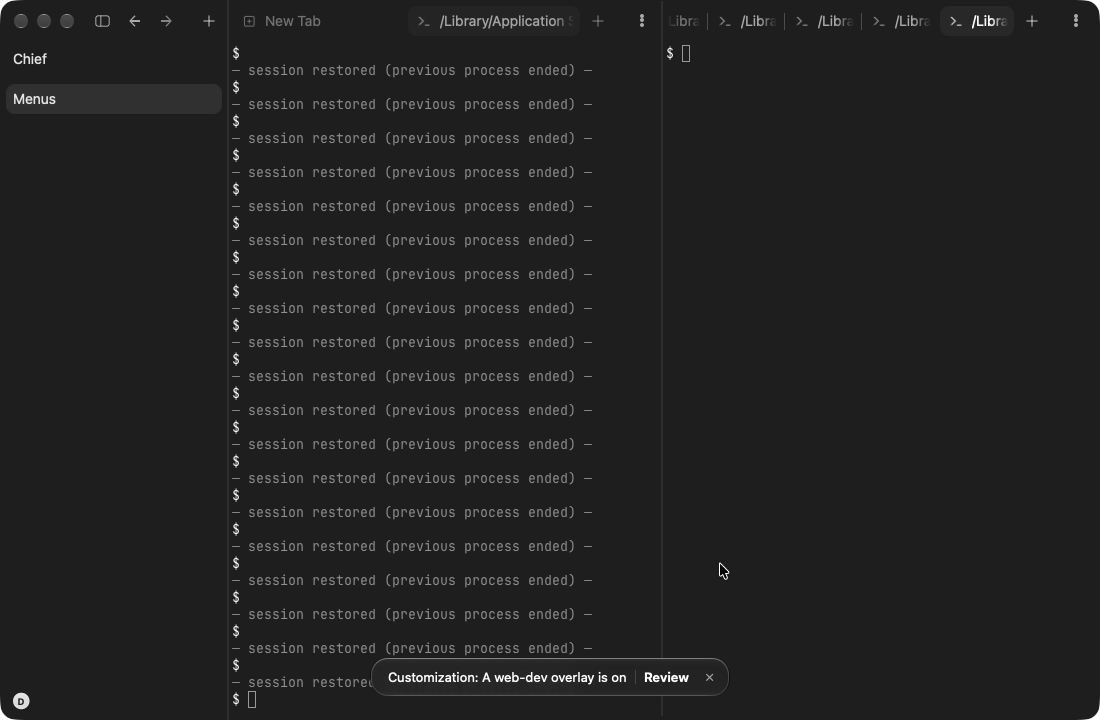 New Tab
>_ /Library/Application
Libra
>_ /Libra
>_ /Libra
>_ /Libra
>_ /Libra
Chief
Menus
$
— session restored (previous process ended) —
$
— session restored (previous process ended) —
$
— session restored (previous process ended) —
$
— session restored (previous process ended) —
$
— session restored (previous process ended) —
$
— session restored (previous process ended) —
$
— session restored (previous process ended) —
$
— session restored (previous process ended) —
$
— session restored (previous process ended) —
$
— session restored (previous process ended) —
$
— session restored (previous process ended) —
$
— session restored (previous process ended) —
$
— session restored (previous process ended) —
$
— session restored (previous process ended) —
$
— session restored (previous process ended) —
$
— session restored (previous process ended) —
$
— session restored (previous process ended) —
$
— session restored (previous process ended) —
$
— session restored
$
$
Customization: A web-dev overlay is on
Review
D